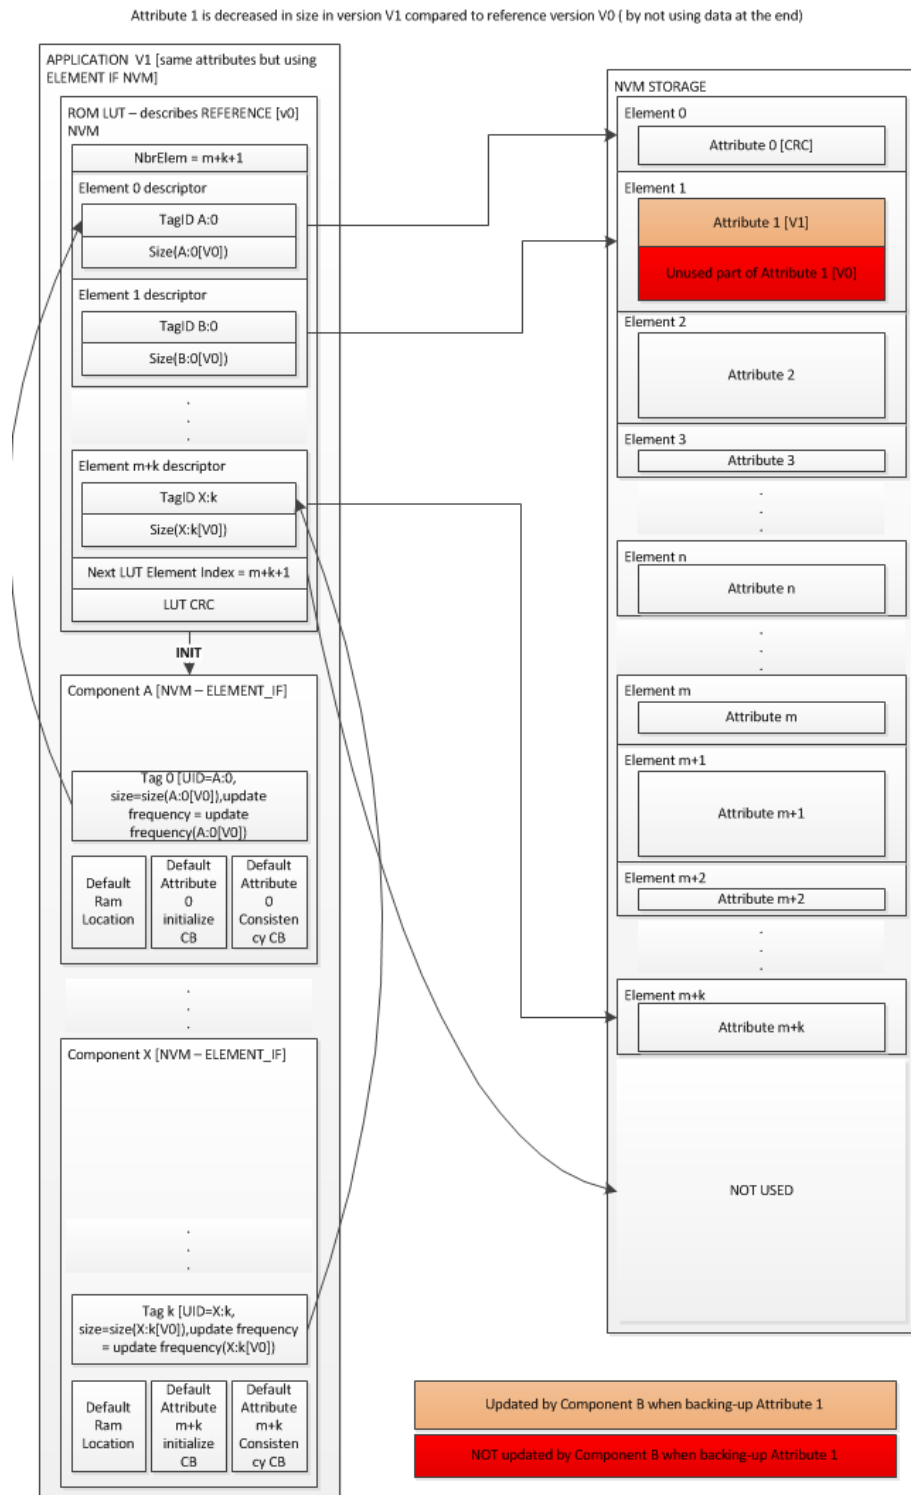 Attribute 1 is decreased in size in version V1 compared to reference version V0 ( by not using data at the end)
APPLICATION  V1 [same attributes but using
ELEMENT IF NVM]
ROM LUT – describes REFERENCE [v0]
NVM
NbrElem = m+k+1
Element 0 descriptor
TagID A:0
Size(A:0[V0])
Element 1 descriptor
TagID B:0
Size(B:0[V0])
.
.
.
Element m+k descriptor
TagID X:k
Size(X:k[V0])
Next LUT Element Index = m+k+1
LUT CRC
INIT
Component A [NVM – ELEMENT_IF]
Tag 0 [UID=A:0,
size=size(A:0[V0]),update
frequency = update
frequency(A:0[V0])
Default
Ram
Location
Default
Attribute
0
initialize
CB
Default
Attribute
0
Consisten
cy CB
.
.
.
Component X [NVM – ELEMENT_IF]
.
.
.
Tag k [UID=X:k,
size=size(X:k[V0]),update frequency
= update frequency(X:k[V0])
Default
Ram
Location
Default
Attribute
m+k
initialize
CB
Default
Attribute
m+k
Consisten
cy CB
NVM STORAGE
Element 0
Attribute 0 [CRC]
Element 1
Attribute 1 [V1]
Unused part of Attribute 1 [V0]
Element 2
Attribute 2
Element 3
Attribute 3
.
.
.
Element n
Attribute n
.
.
.
Element m
Attribute m
Element m+1
Attribute m+1
Element m+2
Attribute m+2
.
.
.
Element m+k
Attribute m+k
NOT USED
Updated by Component B when backing-up Attribute 1
NOT updated by Component B when backing-up Attribute 1